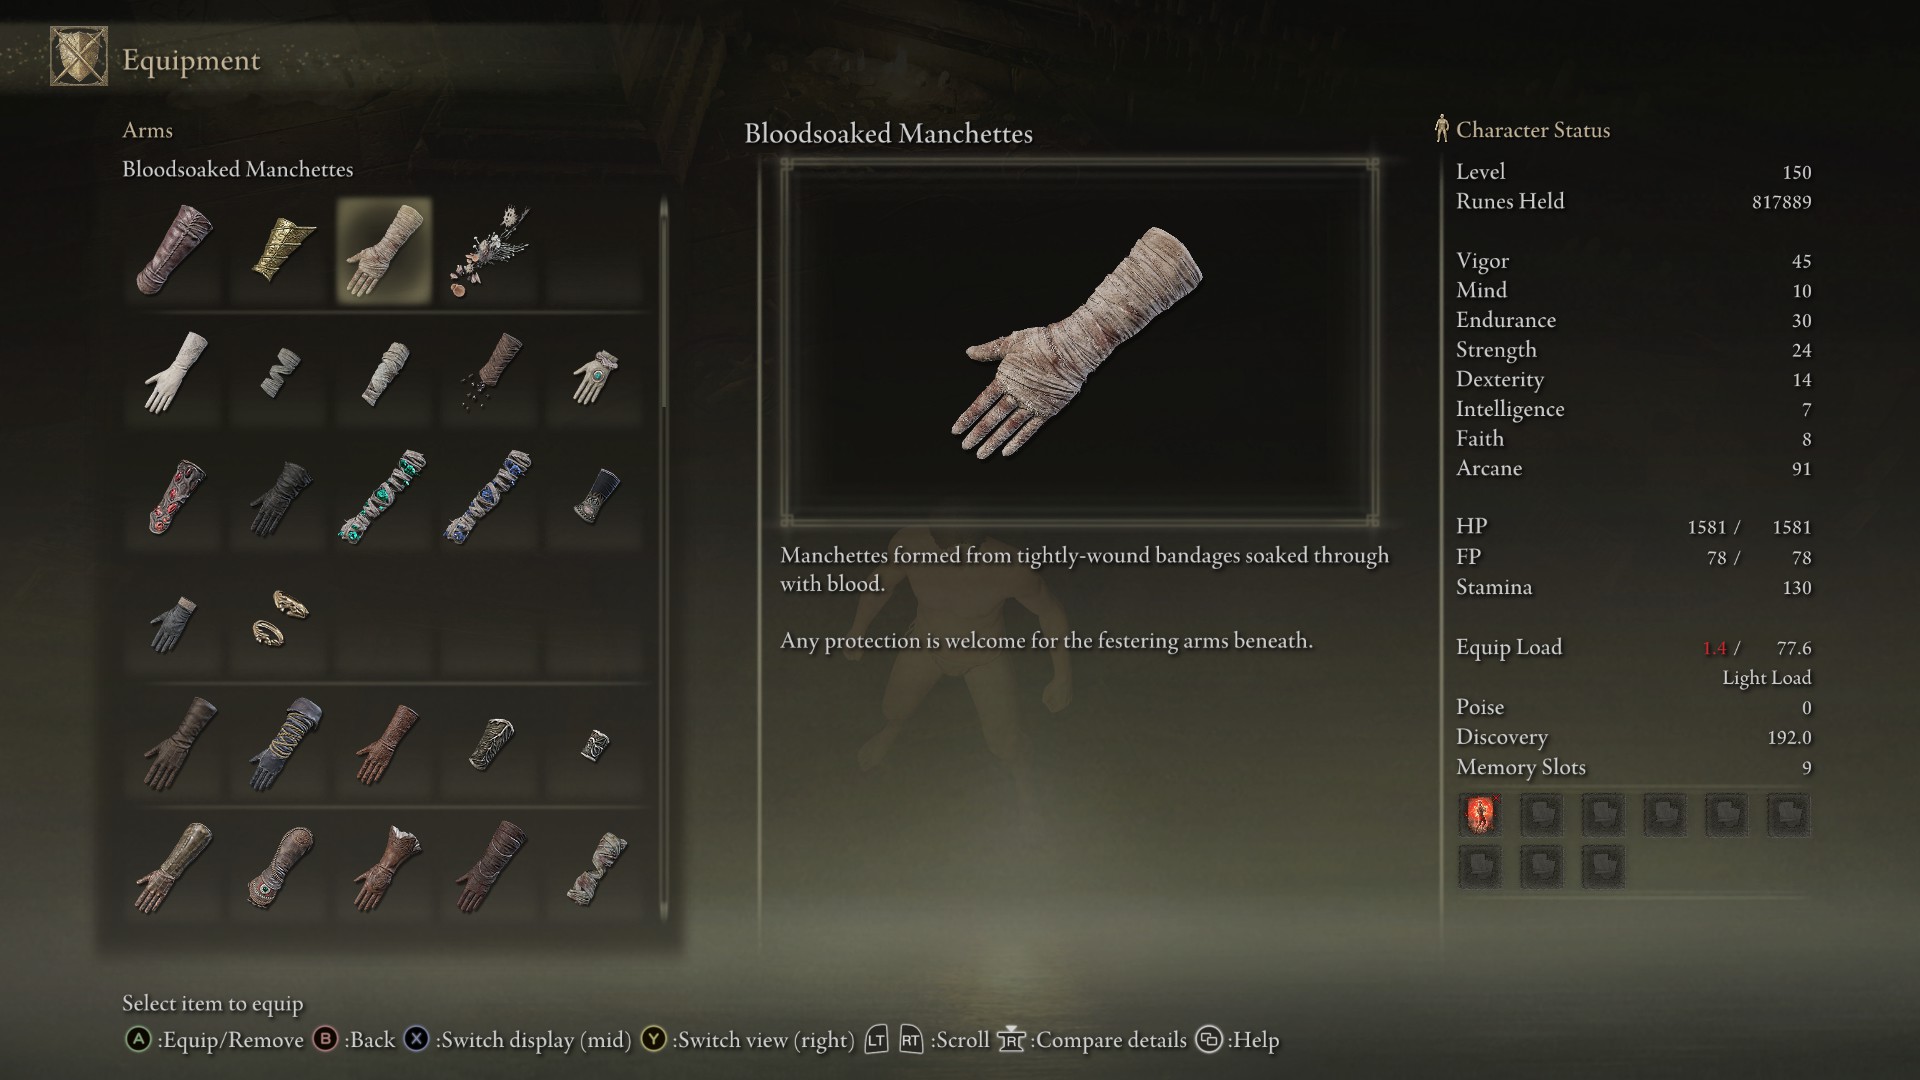 Equipment
Arms
Bloodsoaked Manchettes
Bloodsoaked Manchettes
Manchettes formed from tightly-wound bandages soaked through
with blood.
Any protection is welcome for the festering arms beneath.
Character Status
Level 150
Runes Held 817889
Vigor 45
Mind 10
Endurance 30
Strength 24
Dexterity 14
Intelligence 7
Faith 8
Arcane 91
HP 1581 / 1581
FP 78 / 78
Stamina 130
Equip Load 1.4 / 77.6
Light Load
Poise 0
Discovery 192.0
Memory Slots 9
Select item to equip
A :Equip/Remove B :Back X :Switch display (mid) Y :Switch view (right) LT RT :Scroll R :Compare details :Help